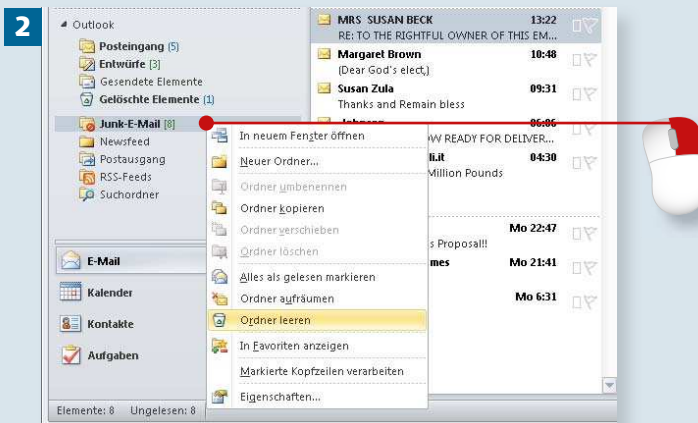 2
Outlook
Posteingang (5)
Entwürfe [3]
Gesendete Elemente
Gelöschte Elemente (1)
Junk-E-Mail [8]
Newsfeed
Postausgang
RSS-Feeds
Suchordner
E-Mail
Kalender
Kontakte
Aufgaben
Elemente: 8 Ungelesen: 8
MRS SUSAN BECK 13:22
RE: TO THE RIGHTFUL OWNER OF THIS EM...
Margaret Brown 10:48
(Dear God's elect,)
Susan Zula 09:31
Thanks and Remain bless
06:06
OW READY FOR DELIVER...
li.it 04:30
Million Pounds
Mo 22:47
s Proposal!!!
mes Mo 21:41
Mo 6:31
In neuem Fenster öffnen
Neuer Ordner...
Ordner umbenennen
Ordner kopieren
Ordner verschieben
Ordner löschen
Alles als gelesen markieren
Ordner aufräumen
Ordner leeren
In Favoriten anzeigen
Markierte Kopfzeilen verarbeiten
Eigenschaften...